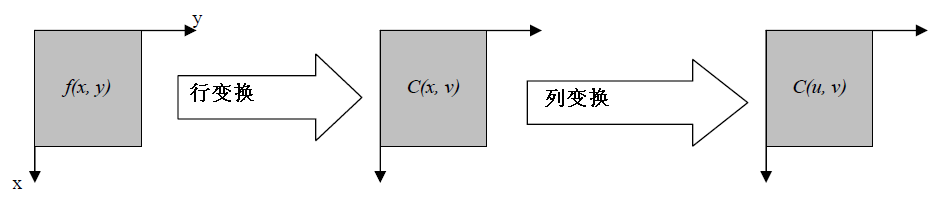 y
f(x, y)
行变换
C(x, v)
列变换
C(u, v)
x